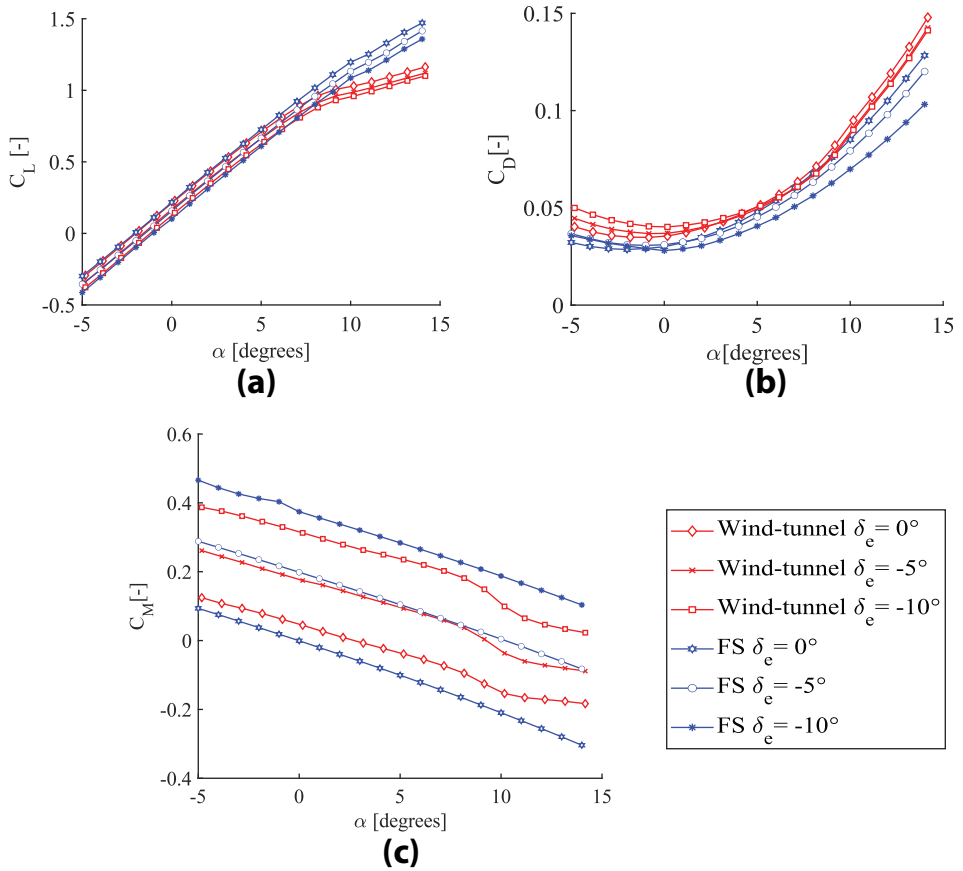 1.5
1
0.5
0
-0.5
C_L [-]
-5 0 5 10 15
α [degrees]
(a)
0.15
0.1
0.05
0
C_D[-]
-5 0 5 10 15
α[degrees]
(b)
0.6
0.4
0.2
0
-0.2
-0.4
C_M[-]
-5 0 5 10 15
α [degrees]
(c)
Wind-tunnel δ_e = 0°
Wind-tunnel δ_e = -5°
Wind-tunnel δ_e = -10°
FS δ_e = 0°
FS δ_e = -5°
FS δ_e = -10°